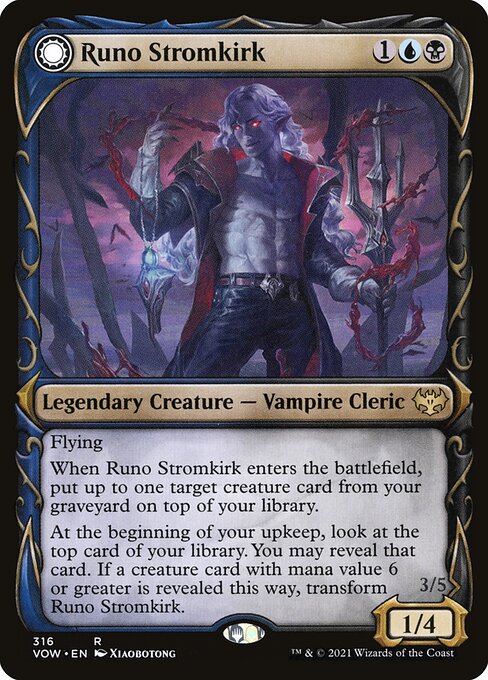 Runo Stromkirk 1
Legendary Creature — Vampire Cleric
Flying
When Runo Stromkirk enters the battlefield,
put up to one target creature card from your
graveyard on top of your library.
At the beginning of your upkeep, look at the
top card of your library. You may reveal that
card. If a creature card with mana value 6
or greater is revealed this way, transform
Runo Stromkirk.
3/5
1/4
316 R
VOW • EN Xiaobotong
™ & © 2021 Wizards of the Coast